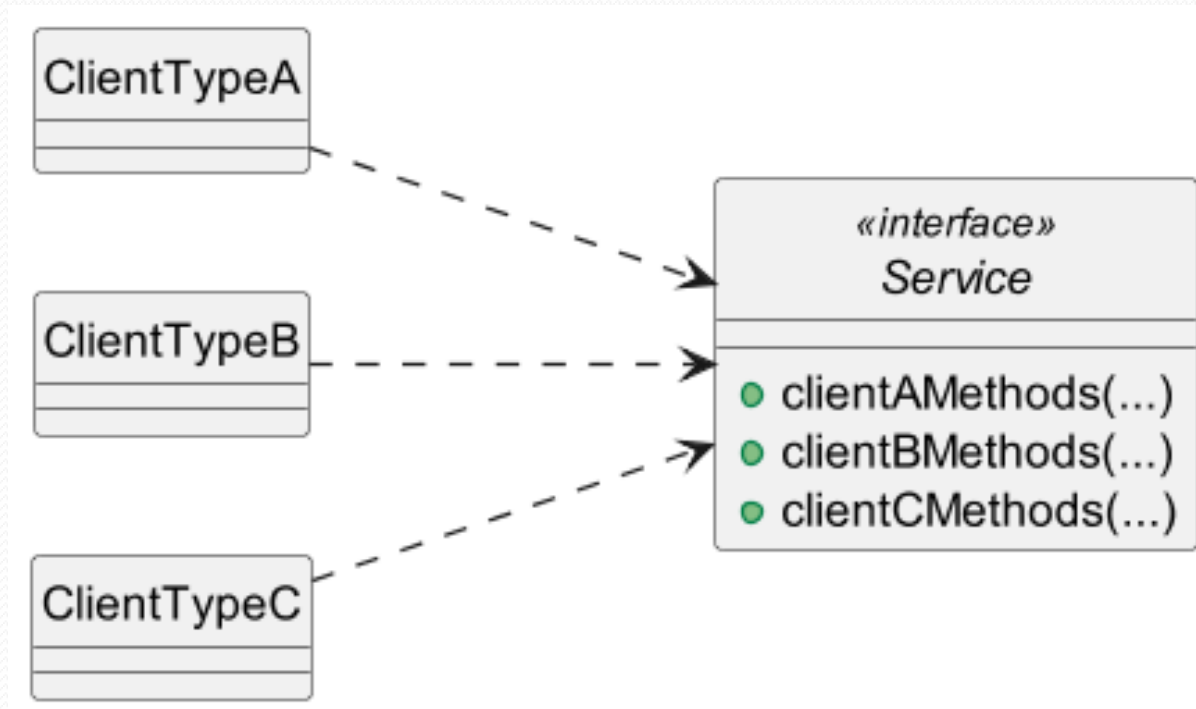 ClientTypeA
ClientTypeB
ClientTypeC
«interface»
Service
clientAMethods(...)
clientBMethods(...)
clientCMethods(...)